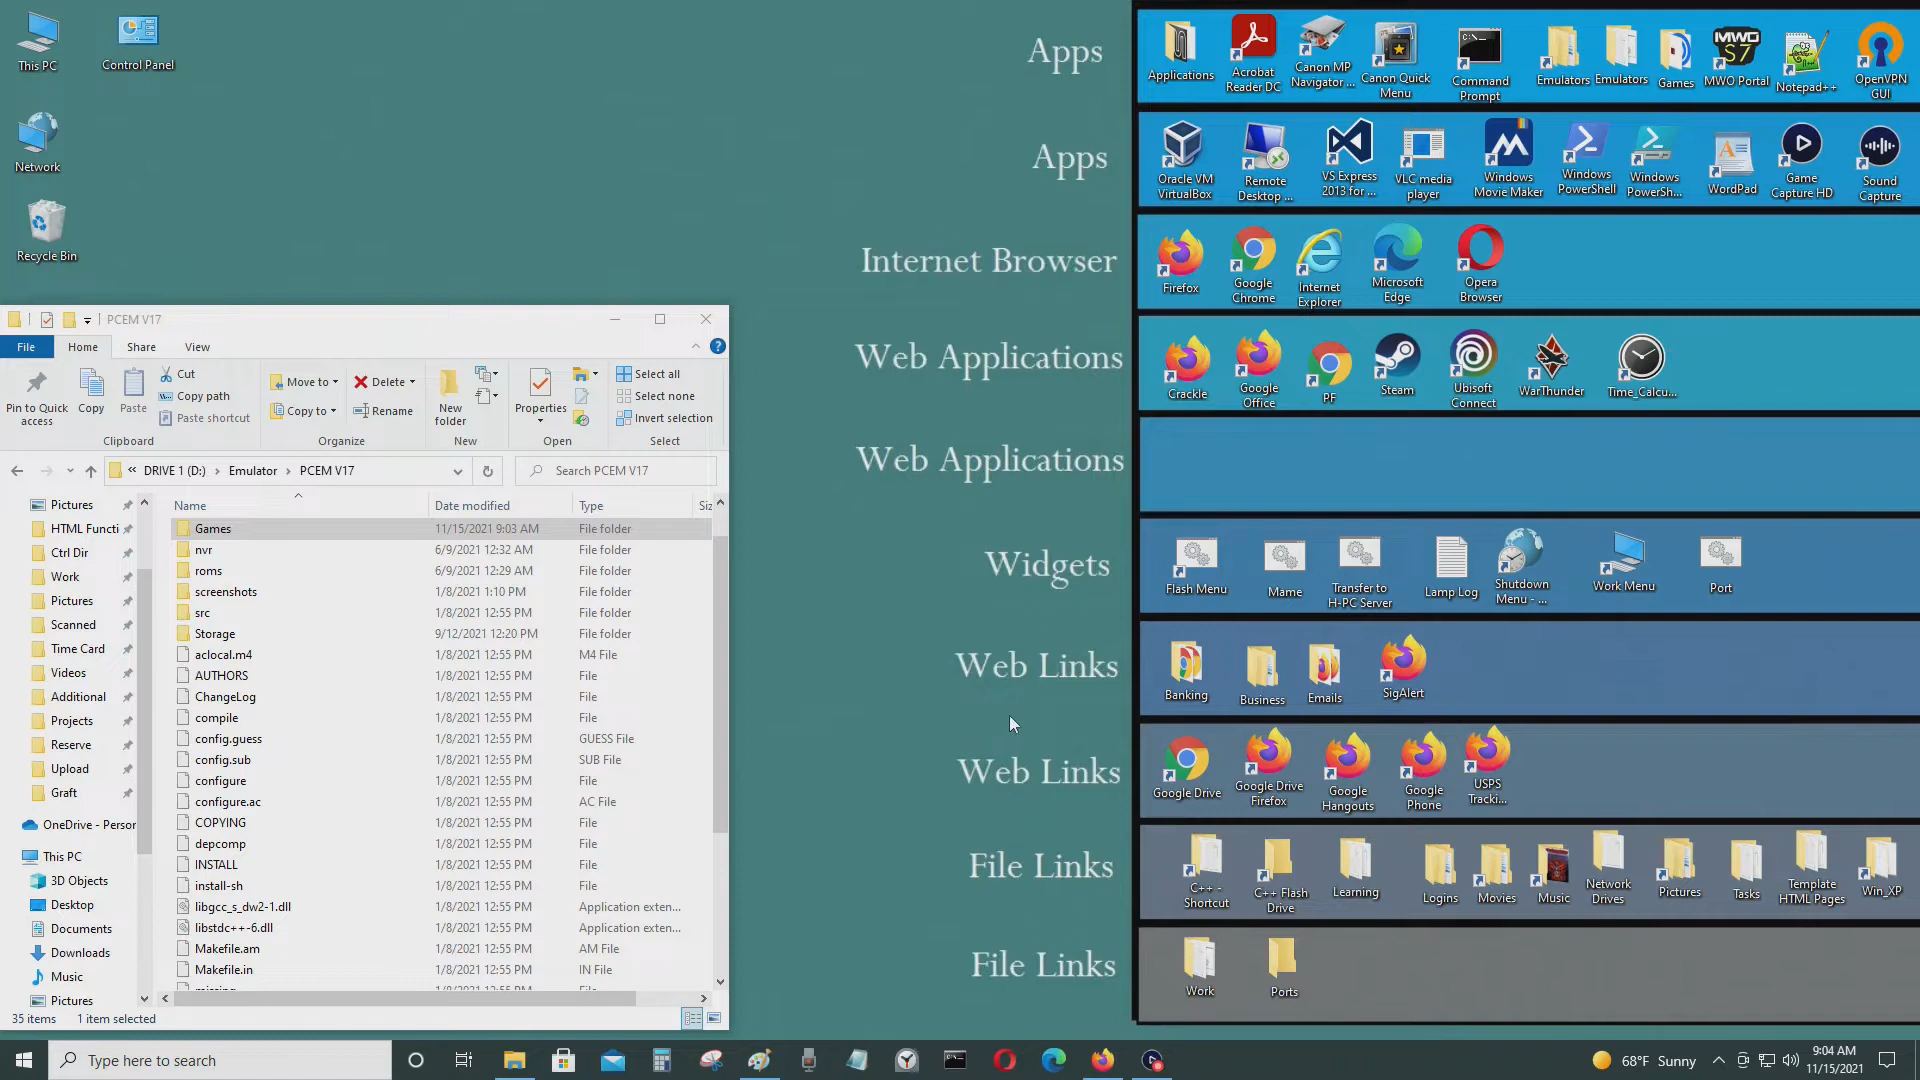 This PC
Control Panel
Network
Recycle Bin
Apps
Apps
Internet Browser
Web Applications
Web Applications
Widgets
Web Links
Web Links
File Links
File Links
Applications
Acrobat
Reader DC
Canon MP
Navigator ...
Canon Quick
Menu
Command
Prompt
Emulators
Emulators
Games
MWO Portal
Notepad++
OpenVPN
GUI
Oracle VM
VirtualBox
Remote
Desktop ...
VS Express
2013 for ...
VLC media
player
Windows
Movie Maker
Windows
PowerShell
Windows
PowerSh...
WordPad
Game
Capture HD
Sound
Capture
Firefox
Google
Chrome
Internet
Explorer
Microsoft
Edge
Opera
Browser
Crackle
Google
Office
PF
Steam
Ubisoft
Connect
WarThunder
Time_Calcu...
Flash Menu
Mame
Transfer to
H-PC Server
Lamp Log
Shutdown
Menu - ...
Work Menu
Port
Banking
Business
Emails
SigAlert
Google Drive
Google Drive
Firefox
Google
Hangouts
Google
Phone
USPS
Tracki...
C++ -
Shortcut
C++ Flash
Drive
Learning
Logins
Movies
Music
Network
Drives
Pictures
Tasks
Template
HTML Pages
Win_XP
Work
Ports
PCEM V17
File Home Share View
Pin to Quick
access
Copy
Paste
Cut
Copy path
Paste shortcut
Clipboard
Move to
Copy to
Delete
Rename
Organize
New
folder
New
Properties
Open
Select all
Select none
Invert selection
Select
« DRIVE 1 (D:) > Emulator > PCEM V17
Search PCEM V17
Pictures
HTML Functi
Ctrl Dir
Work
Pictures
Scanned
Time Card
Videos
Additional
Projects
Reserve
Upload
Graft
OneDrive - Person
This PC
3D Objects
Desktop
Documents
Downloads
Music
Pictures
Name Date modified Type Siz
Games 11/15/2021 9:03 AM File folder
nvr 6/9/2021 12:32 AM File folder
roms 6/9/2021 12:29 AM File folder
screenshots 1/8/2021 1:10 PM File folder
src 1/8/2021 12:55 PM File folder
Storage 9/12/2021 12:20 PM File folder
aclocal.m4 1/8/2021 12:55 PM M4 File
AUTHORS 1/8/2021 12:55 PM File
ChangeLog 1/8/2021 12:55 PM File
compile 1/8/2021 12:55 PM File
config.guess 1/8/2021 12:55 PM GUESS File
config.sub 1/8/2021 12:55 PM SUB File
configure 1/8/2021 12:55 PM File
configure.ac 1/8/2021 12:55 PM AC File
COPYING 1/8/2021 12:55 PM File
depcomp 1/8/2021 12:55 PM File
INSTALL 1/8/2021 12:55 PM File
install-sh 1/8/2021 12:55 PM File
libgcc_s_dw2-1.dll 1/8/2021 12:55 PM Application exten...
libstdc++-6.dll 1/8/2021 12:55 PM Application exten...
Makefile.am 1/8/2021 12:55 PM AM File
Makefile.in 1/8/2021 12:55 PM IN File
35 items 1 item selected
Type here to search
68°F Sunny
9:04 AM
11/15/2021